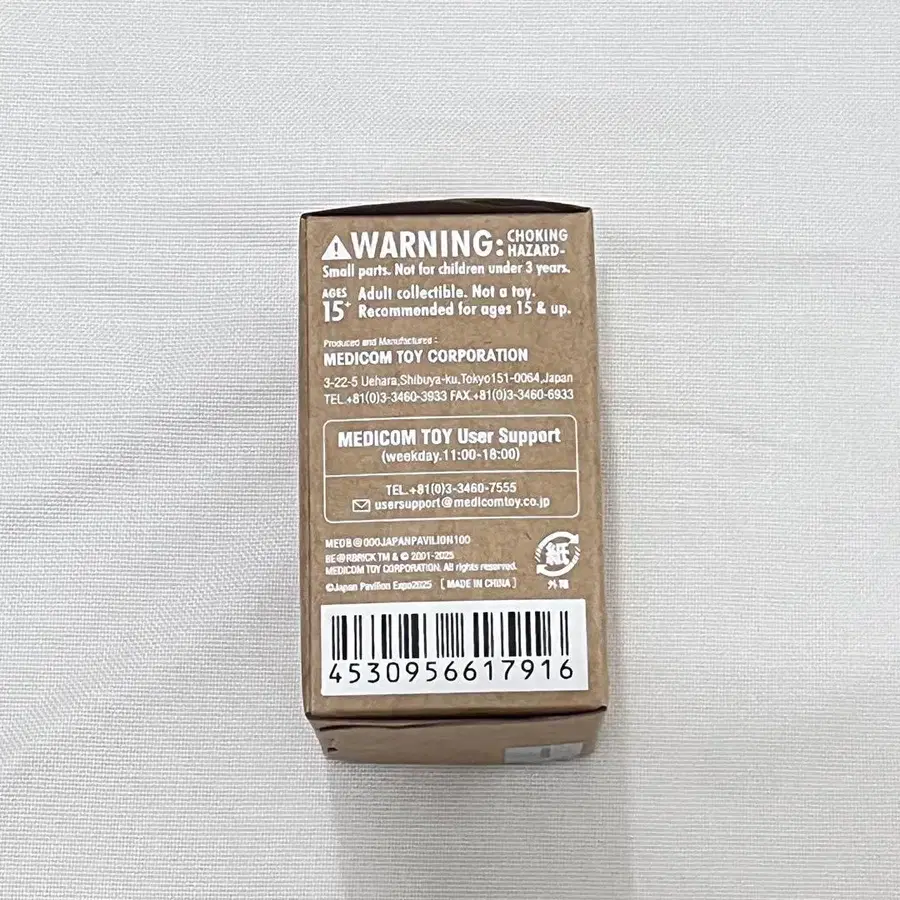 ⚠WARNING: CHOKING HAZARD-
Small parts. Not for children under 3 years.
AGES 15+ Adult collectible. Not a toy.
Recommended for ages 15 & up.
Produced and Manufactured :
MEDICOM TOY CORPORATION
3-22-5 Uehara,Shibuya-ku,Tokyo151-0064,Japan
TEL.+81(0)3-3460-3933 FAX.+81(0)3-3460-6933
MEDICOM TOY User Support
(weekday.11:00-18:00)
TEL.+81(0)3-3460-7555
usersupport@medicomtoy.co.jp
MEDB@000JAPANPAVILION100
BE@RBRICK TM & © 2001-2025
MEDICOM TOY CORPORATION. All rights reserved.
©Japan Pavilion Expo2025 [ MADE IN CHINA ]
紙
外箱
4530956617916